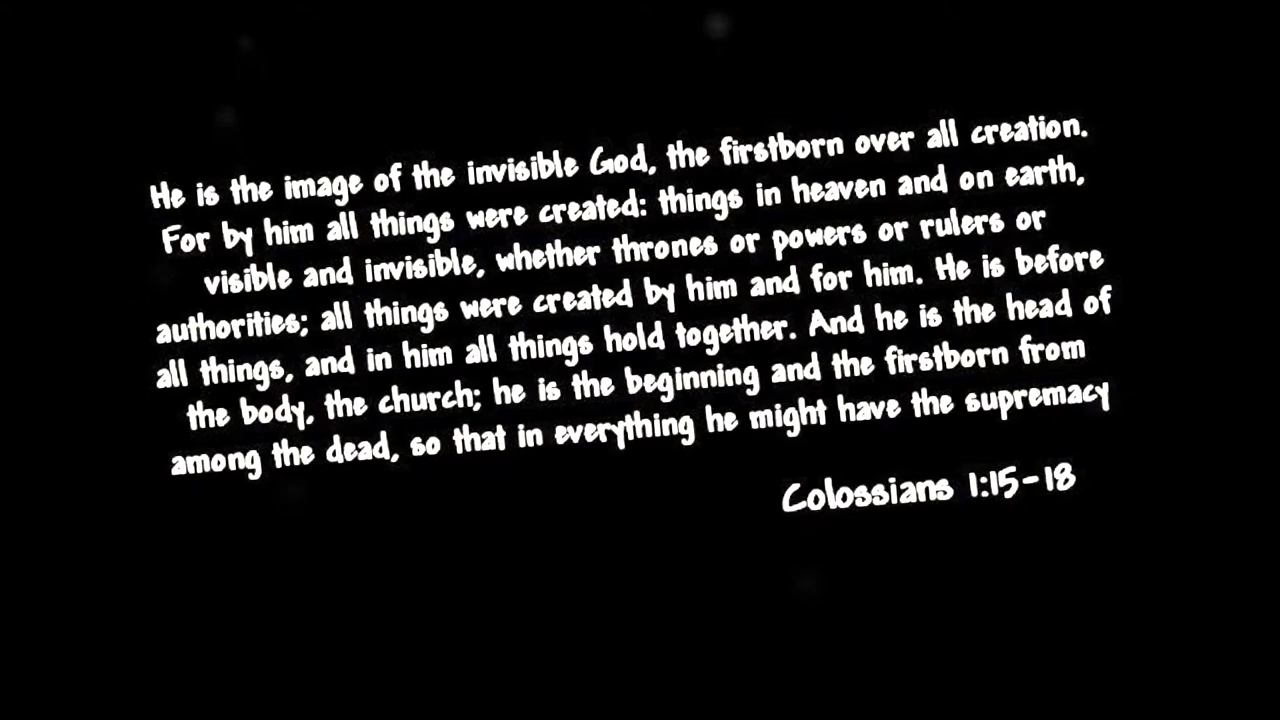 He is the image of the invisible God, the firstborn over all creation.
For by him all things were created: things in heaven and on earth,
visible and invisible, whether thrones or powers or rulers or
authorities; all things were created by him and for him. He is before
all things, and in him all things hold together. And he is the head of
the body, the church; he is the beginning and the firstborn from
among the dead, so that in everything he might have the supremacy
Colossians 1:15-18